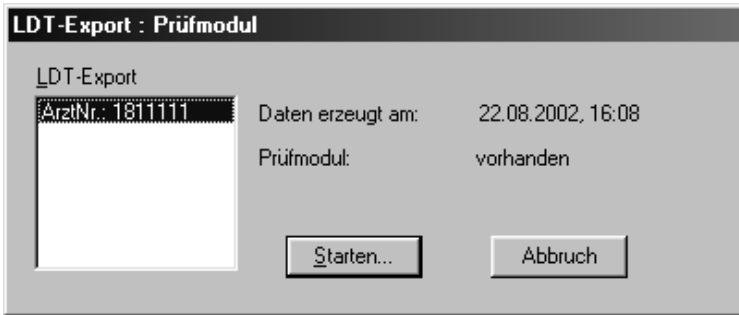 LDT-Export : Prüfmodul
LDT-Export
ArztNr.: 1811111
Daten erzeugt am: 22.08.2002, 16:08
Prüfmodul: vorhanden
Starten... Abbruch